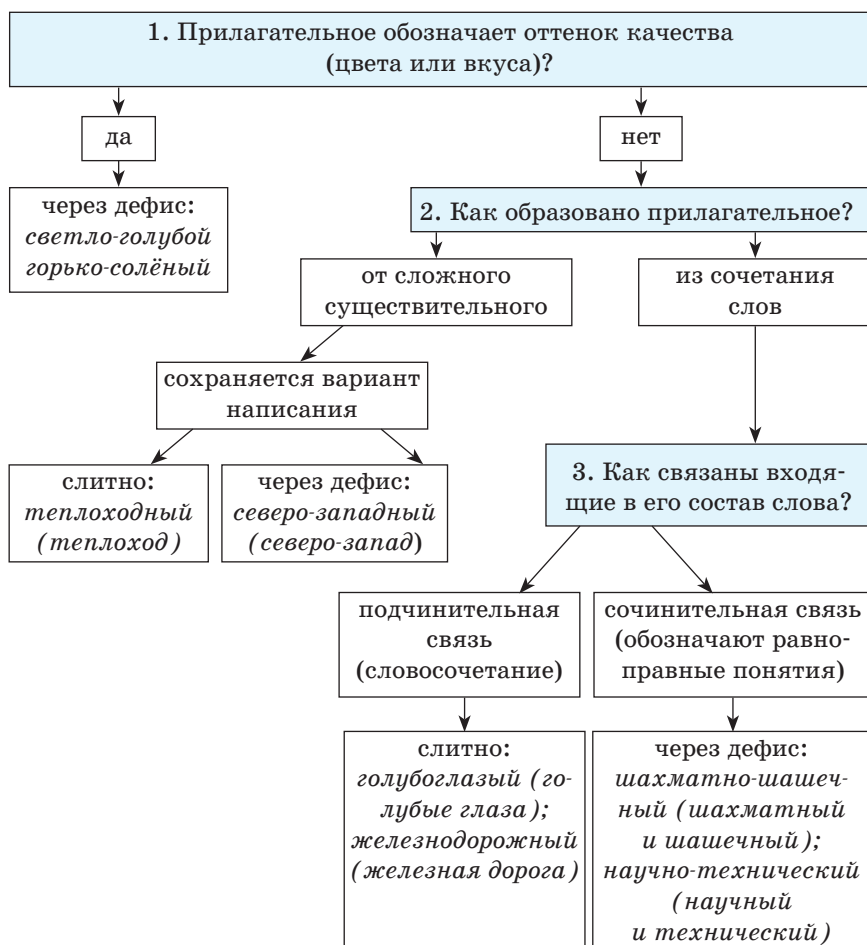 1. Прилагательное обозначает оттенок качества
(цвета или вкуса)?
да
нет
через дефис:
светло-голубой
горько-солёный
2. Как образовано прилагательное?
от сложного
существительного
из сочетания
слов
сохраняется вариант
написания
слитно:
теплоходный
(теплоход)
через дефис:
северо-западный
(северо-запад)
3. Как связаны входя-
щие в его состав слова?
подчинительная
связь
(словосочетание)
сочинительная связь
(обозначают равно-
правные понятия)
слитно:
голубоглазый (го-
лубые глаза);
железнодорожный
(железная дорога)
через дефис:
шахматно-шашеч-
ный (шахматный
и шашечный);
научно-технический
(научный
и технический)